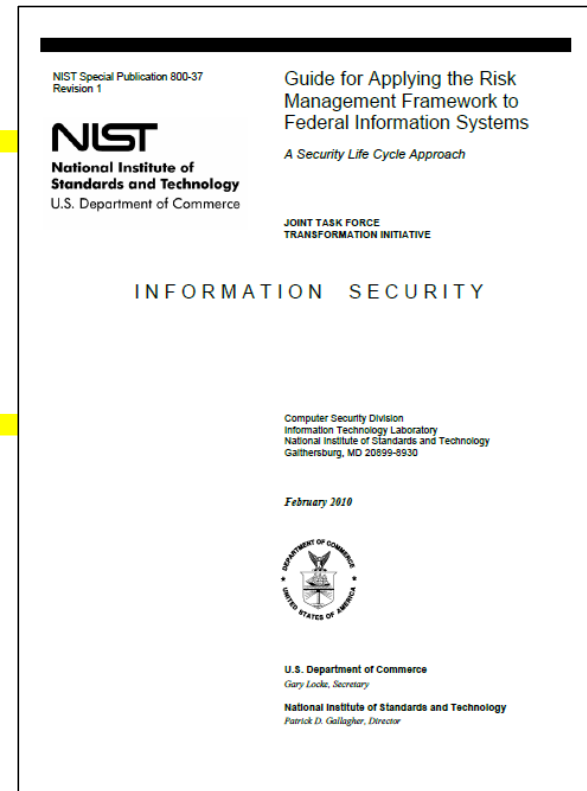 NIST Special Publication 800-37
Revision 1
Guide for Applying the Risk
Management Framework to
Federal Information Systems
A Security Life Cycle Approach
NIST
National Institute of
Standards and Technology
U.S. Department of Commerce
JOINT TASK FORCE
TRANSFORMATION INITIATIVE
INFORMATION SECURITY
Computer Security Division
Information Technology Laboratory
National Institute of Standards and Technology
Gaithersburg, MD 20899-8930
February 2010
DEPARTMENT OF COMMERCE
UNITED STATES OF AMERICA
U.S. Department of Commerce
Gary Locke, Secretary
National Institute of Standards and Technology
Patrick D. Gallagher, Director